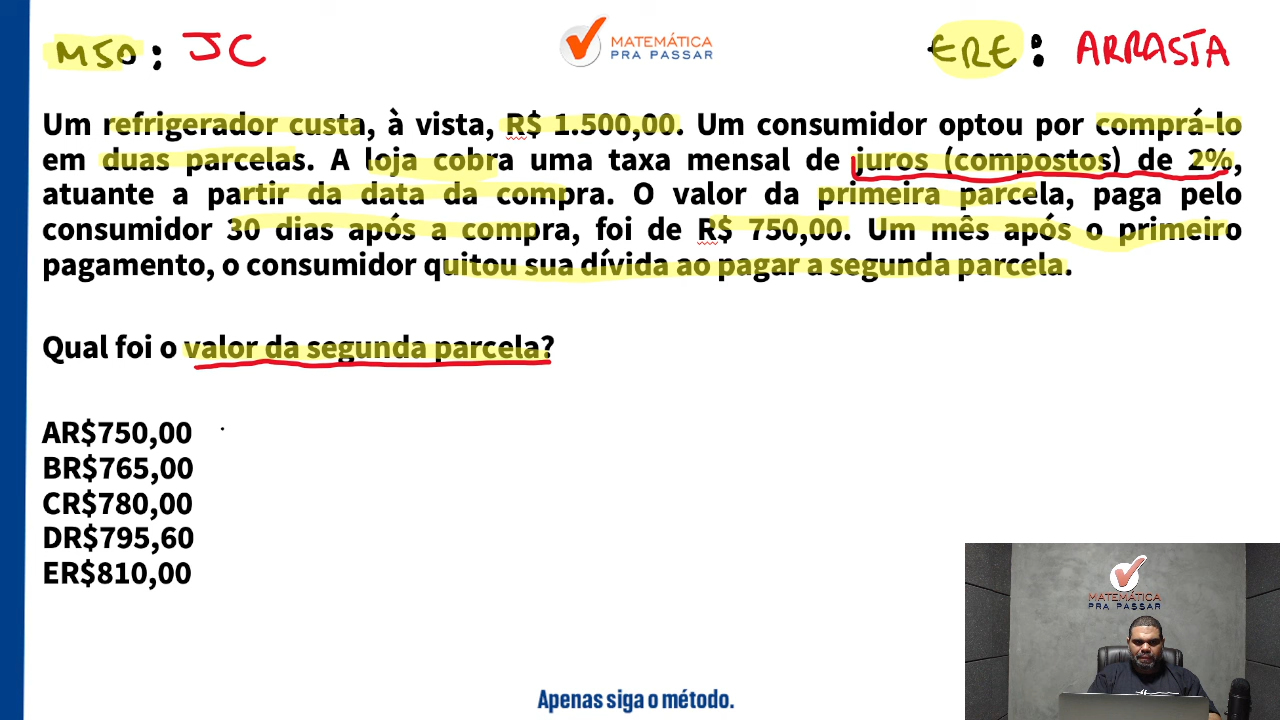 MSO: JC
MATEMÁTICA
PRA PASSAR
ERE: ARRASTA
Um refrigerador custa, à vista, R$ 1.500,00. Um consumidor optou por comprá-lo
em duas parcelas. A loja cobra uma taxa mensal de juros (compostos) de 2%,
atuante a partir da data da compra. O valor da primeira parcela, paga pelo
consumidor 30 dias após a compra, foi de R$ 750,00. Um mês após o primeiro
pagamento, o consumidor quitou sua dívida ao pagar a segunda parcela.
Qual foi o valor da segunda parcela?
AR$750,00
BR$765,00
CR$780,00
DR$795,60
ER$810,00
MATEMÁTICA
PRA PASSAR
Apenas siga o método.